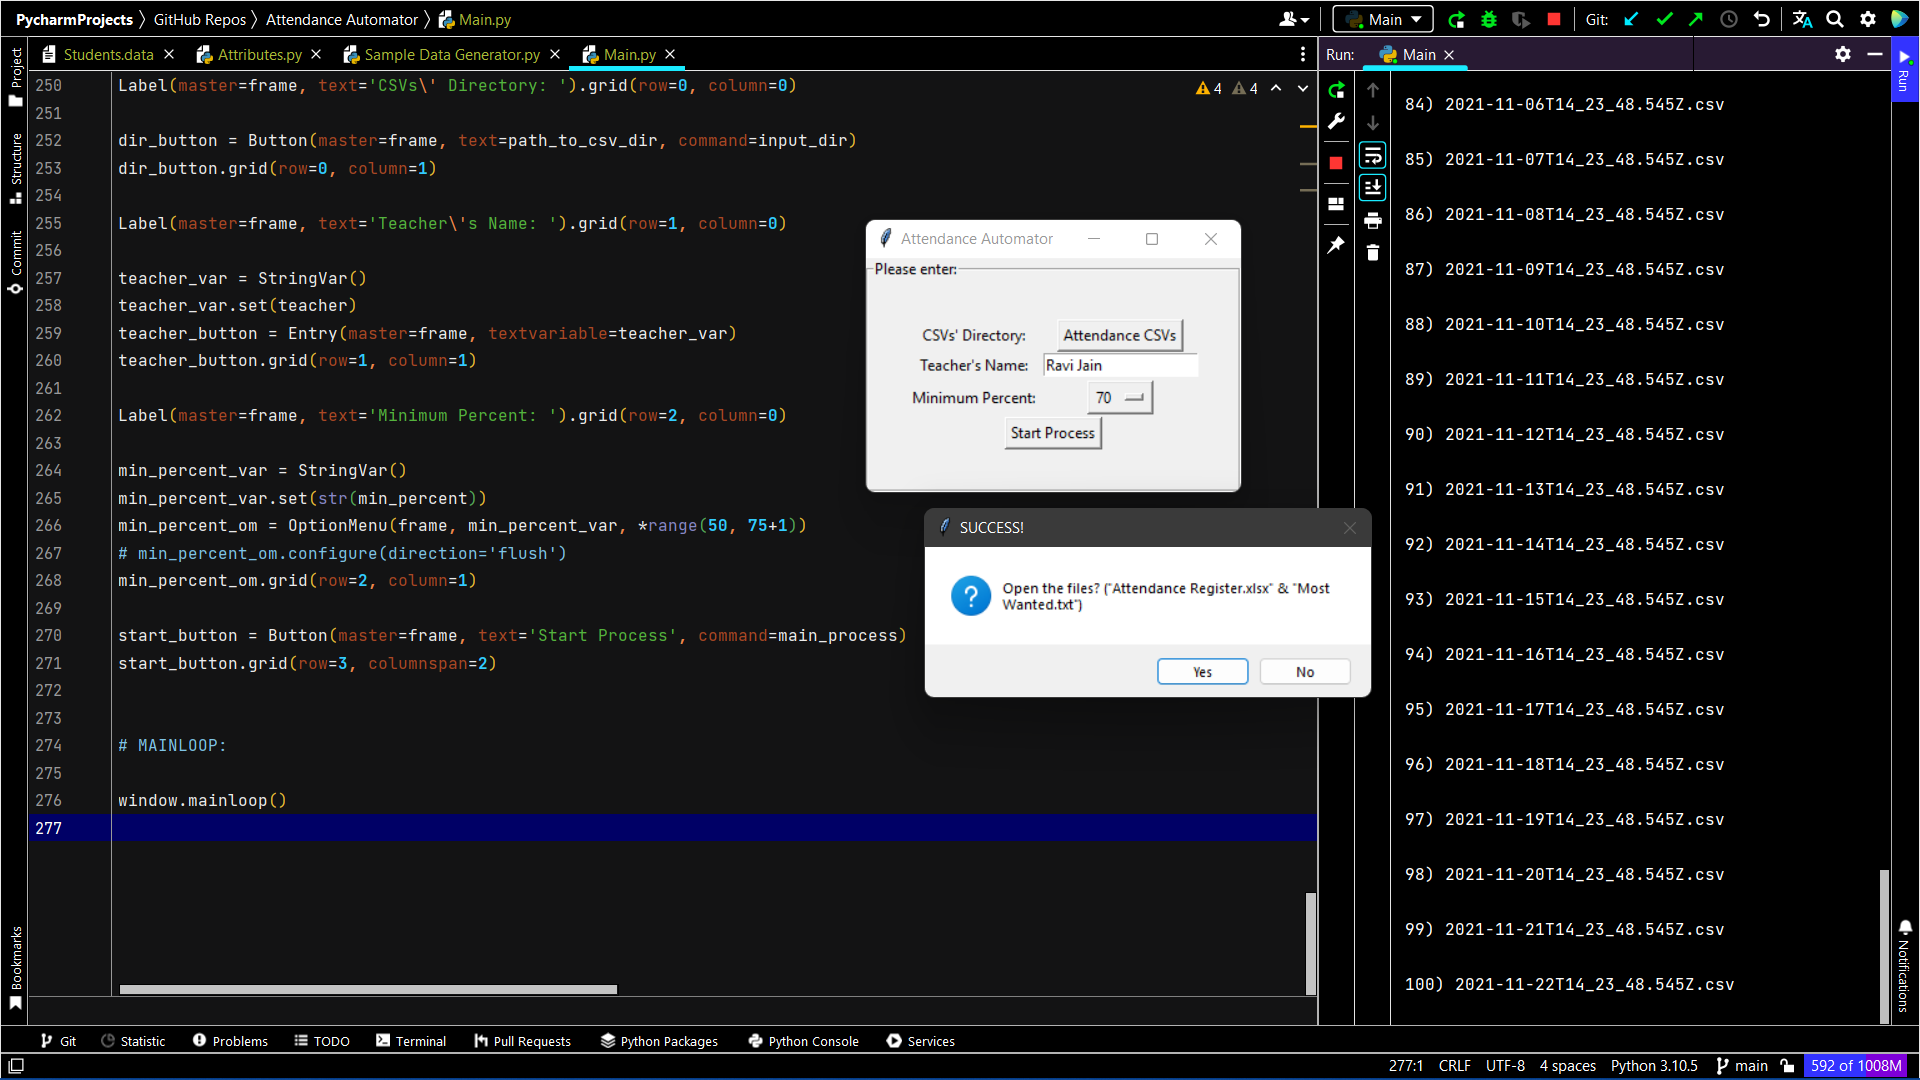 PycharmProjects 〉 GitHub Repos 〉 Attendance Automator 〉 Main.py
Main
Git:
Students.data
Attributes.py
Sample Data Generator.py
Main.py
Run:
Main
Project
Structure
Commit
Bookmarks
Run
Notifications
4
4
250 Label(master=frame, text='CSVs\' Directory: ').grid(row=0, column=0)
251
252 dir_button = Button(master=frame, text=path_to_csv_dir, command=input_dir)
253 dir_button.grid(row=0, column=1)
254
255 Label(master=frame, text='Teacher\'s Name: ').grid(row=1, column=0)
256
257 teacher_var = StringVar()
258 teacher_var.set(teacher)
259 teacher_button = Entry(master=frame, textvariable=teacher_var)
260 teacher_button.grid(row=1, column=1)
261
262 Label(master=frame, text='Minimum Percent: ').grid(row=2, column=0)
263
264 min_percent_var = StringVar()
265 min_percent_var.set(str(min_percent))
266 min_percent_om = OptionMenu(frame, min_percent_var, *range(50, 75+1))
267 # min_percent_om.configure(direction='flush')
268 min_percent_om.grid(row=2, column=1)
269
270 start_button = Button(master=frame, text='Start Process', command=main_process)
271 start_button.grid(row=3, columnspan=2)
272
273
274 # MAINLOOP:
275
276 window.mainloop()
277
Attendance Automator
Please enter:
CSVs' Directory: Attendance CSVs
Teacher's Name: Ravi Jain
Minimum Percent: 70
Start Process
SUCCESS!
Open the files? ("Attendance Register.xlsx" & "Most
Wanted.txt")
Yes No
84) 2021-11-06T14_23_48.545Z.csv
85) 2021-11-07T14_23_48.545Z.csv
86) 2021-11-08T14_23_48.545Z.csv
87) 2021-11-09T14_23_48.545Z.csv
88) 2021-11-10T14_23_48.545Z.csv
89) 2021-11-11T14_23_48.545Z.csv
90) 2021-11-12T14_23_48.545Z.csv
91) 2021-11-13T14_23_48.545Z.csv
92) 2021-11-14T14_23_48.545Z.csv
93) 2021-11-15T14_23_48.545Z.csv
94) 2021-11-16T14_23_48.545Z.csv
95) 2021-11-17T14_23_48.545Z.csv
96) 2021-11-18T14_23_48.545Z.csv
97) 2021-11-19T14_23_48.545Z.csv
98) 2021-11-20T14_23_48.545Z.csv
99) 2021-11-21T14_23_48.545Z.csv
100) 2021-11-22T14_23_48.545Z.csv
Git Statistic Problems TODO Terminal Pull Requests Python Packages Python Console Services
277:1 CRLF UTF-8 4 spaces Python 3.10.5 main 592 of 1008M